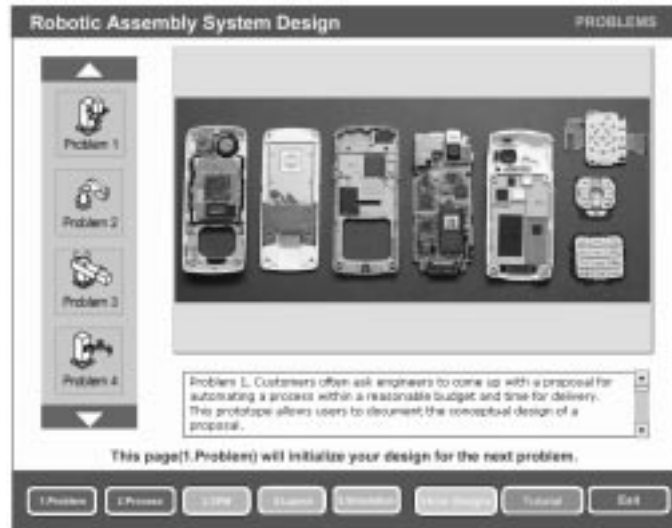 Robotic Assembly System Design
PROBLEMS
Problem 1
Problem 2
Problem 3
Problem 4
Problem 1. Customers often ask engineers to come up with a proposal for
automating a process within a reasonable budget and time for delivery.
This prototype allows users to document the conceptual design of a
proposal.
This page(1.Problem) will initialize your design for the next problem.
1.Problem
2.Process
Tutorial
Exit